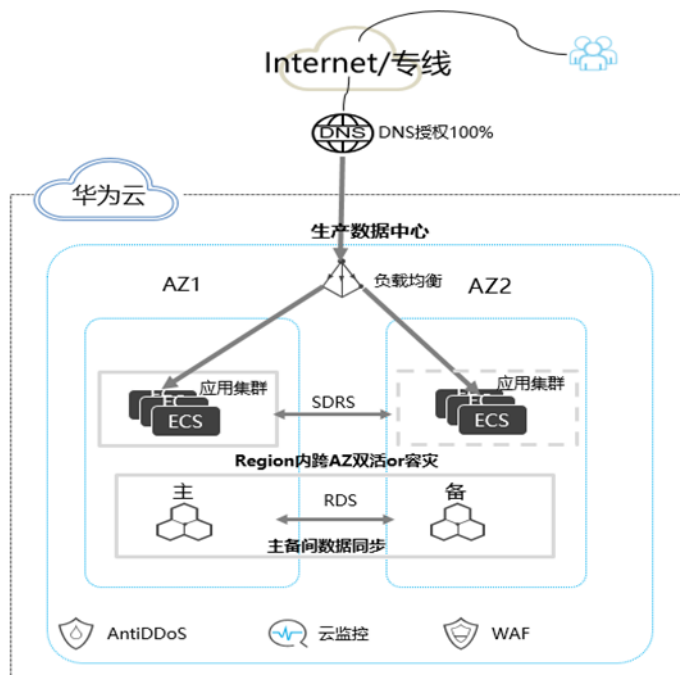 Internet/专线
DNS
DNS授权100%
华为云
生产数据中心
AZ1
负载均衡
AZ2
应用集群
ECS
SDRS
应用集群
ECS
Region内跨AZ双活or容灾
主
RDS
备
主备间数据同步
AntiDDoS
云监控
WAF